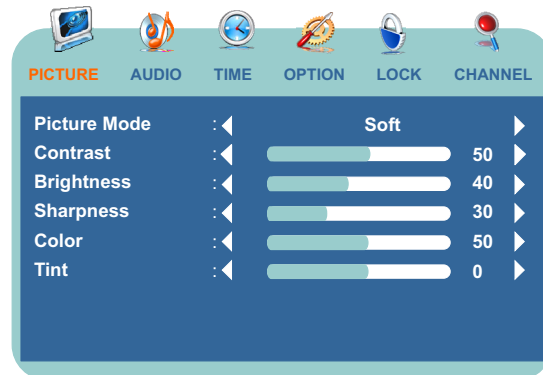 PICTURE AUDIO TIME OPTION LOCK CHANNEL
Picture Mode : Soft
Contrast : 50
Brightness : 40
Sharpness : 30
Color : 50
Tint : 0